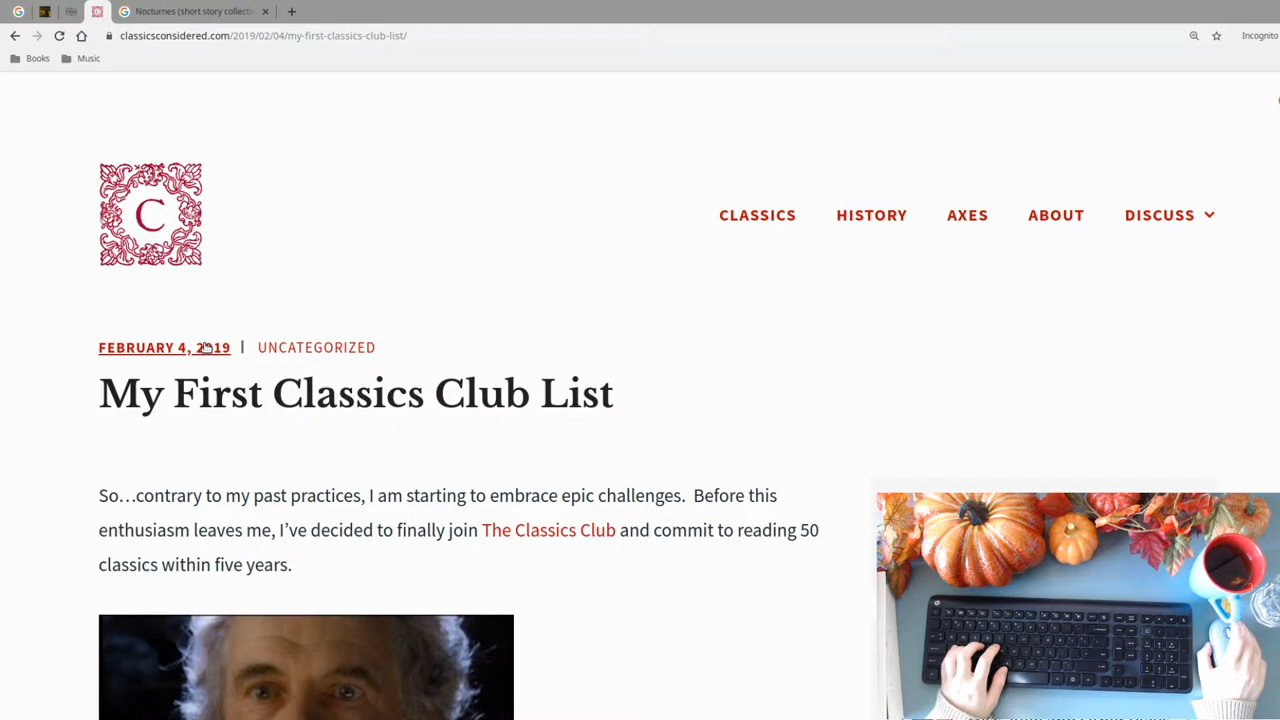 Nocturnes (short story collecti
classicsconsidered.com/2019/02/04/my-first-classics-club-list/
Incognito
Books
Music
C
CLASSICS
HISTORY
AXES
ABOUT
DISCUSS
FEBRUARY 4, 2019 | UNCATEGORIZED
My First Classics Club List
So…contrary to my past practices, I am starting to embrace epic challenges. Before this
enthusiasm leaves me, I've decided to finally join The Classics Club and commit to reading 50
classics within five years.